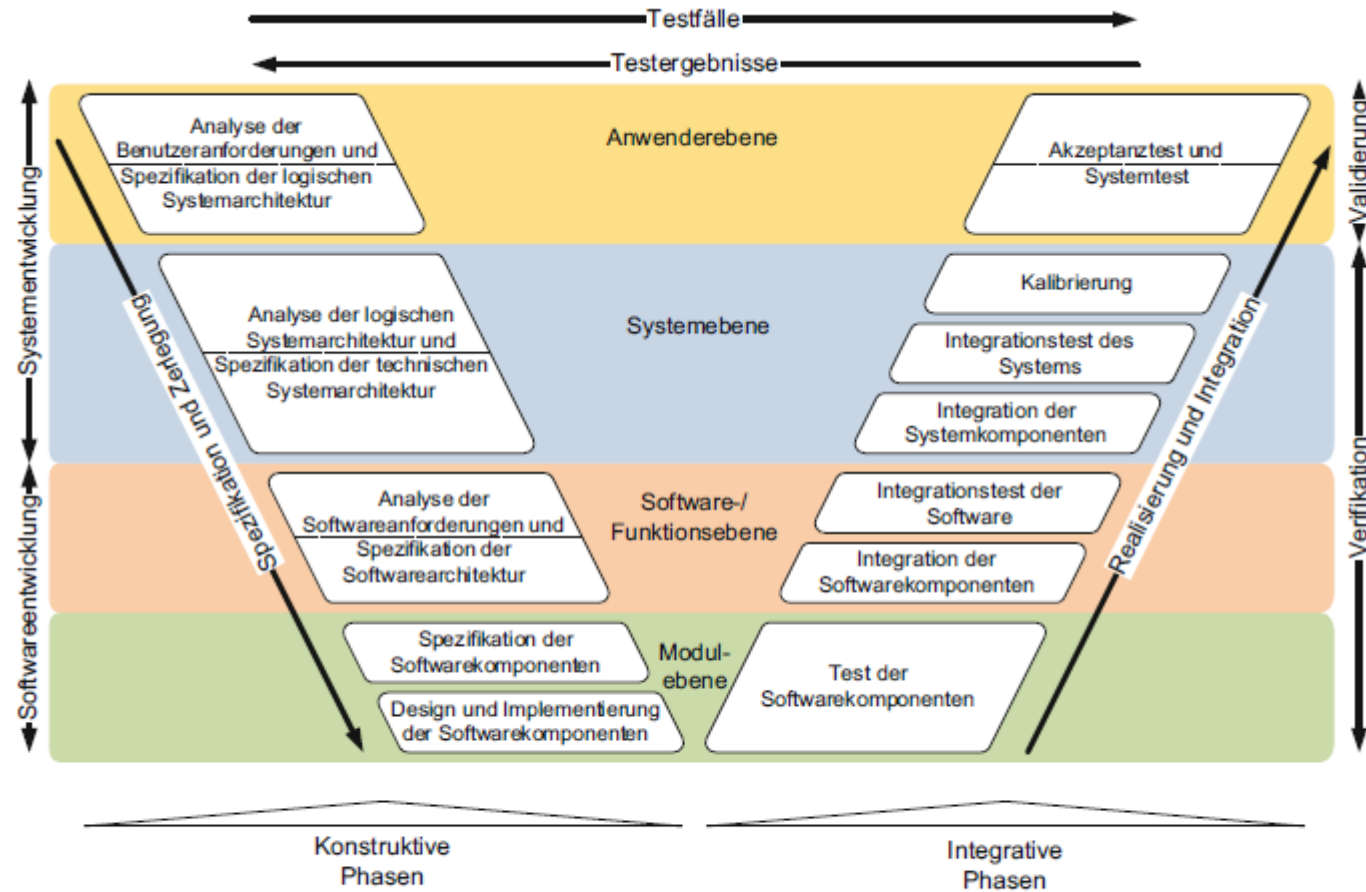 Testfälle
Testergebnisse
Systementwicklung
Softwareentwicklung
Spezifikation und Zerlegung
Anwenderebene
Analyse der
Benutzeranforderungen und
Spezifikation der logischen
Systemarchitektur
Akzeptanztest und
Systemtest
Systemebene
Analyse der logischen
Systemarchitektur und
Spezifikation der technischen
Systemarchitektur
Kalibrierung
Integrationstest des
Systems
Integration der
Systemkomponenten
Software-/
Funktionsebene
Analyse der
Softwareanforderungen und
Spezifikation der
Softwarearchitektur
Integrationstest der
Software
Integration der
Softwarekomponenten
Modul-
ebene
Spezifikation der
Softwarekomponenten
Design und Implementierung
der Softwarekomponenten
Test der
Softwarekomponenten
Realisierung und Integration
Validierung
Verifikation
Konstruktive
Phasen
Integrative
Phasen